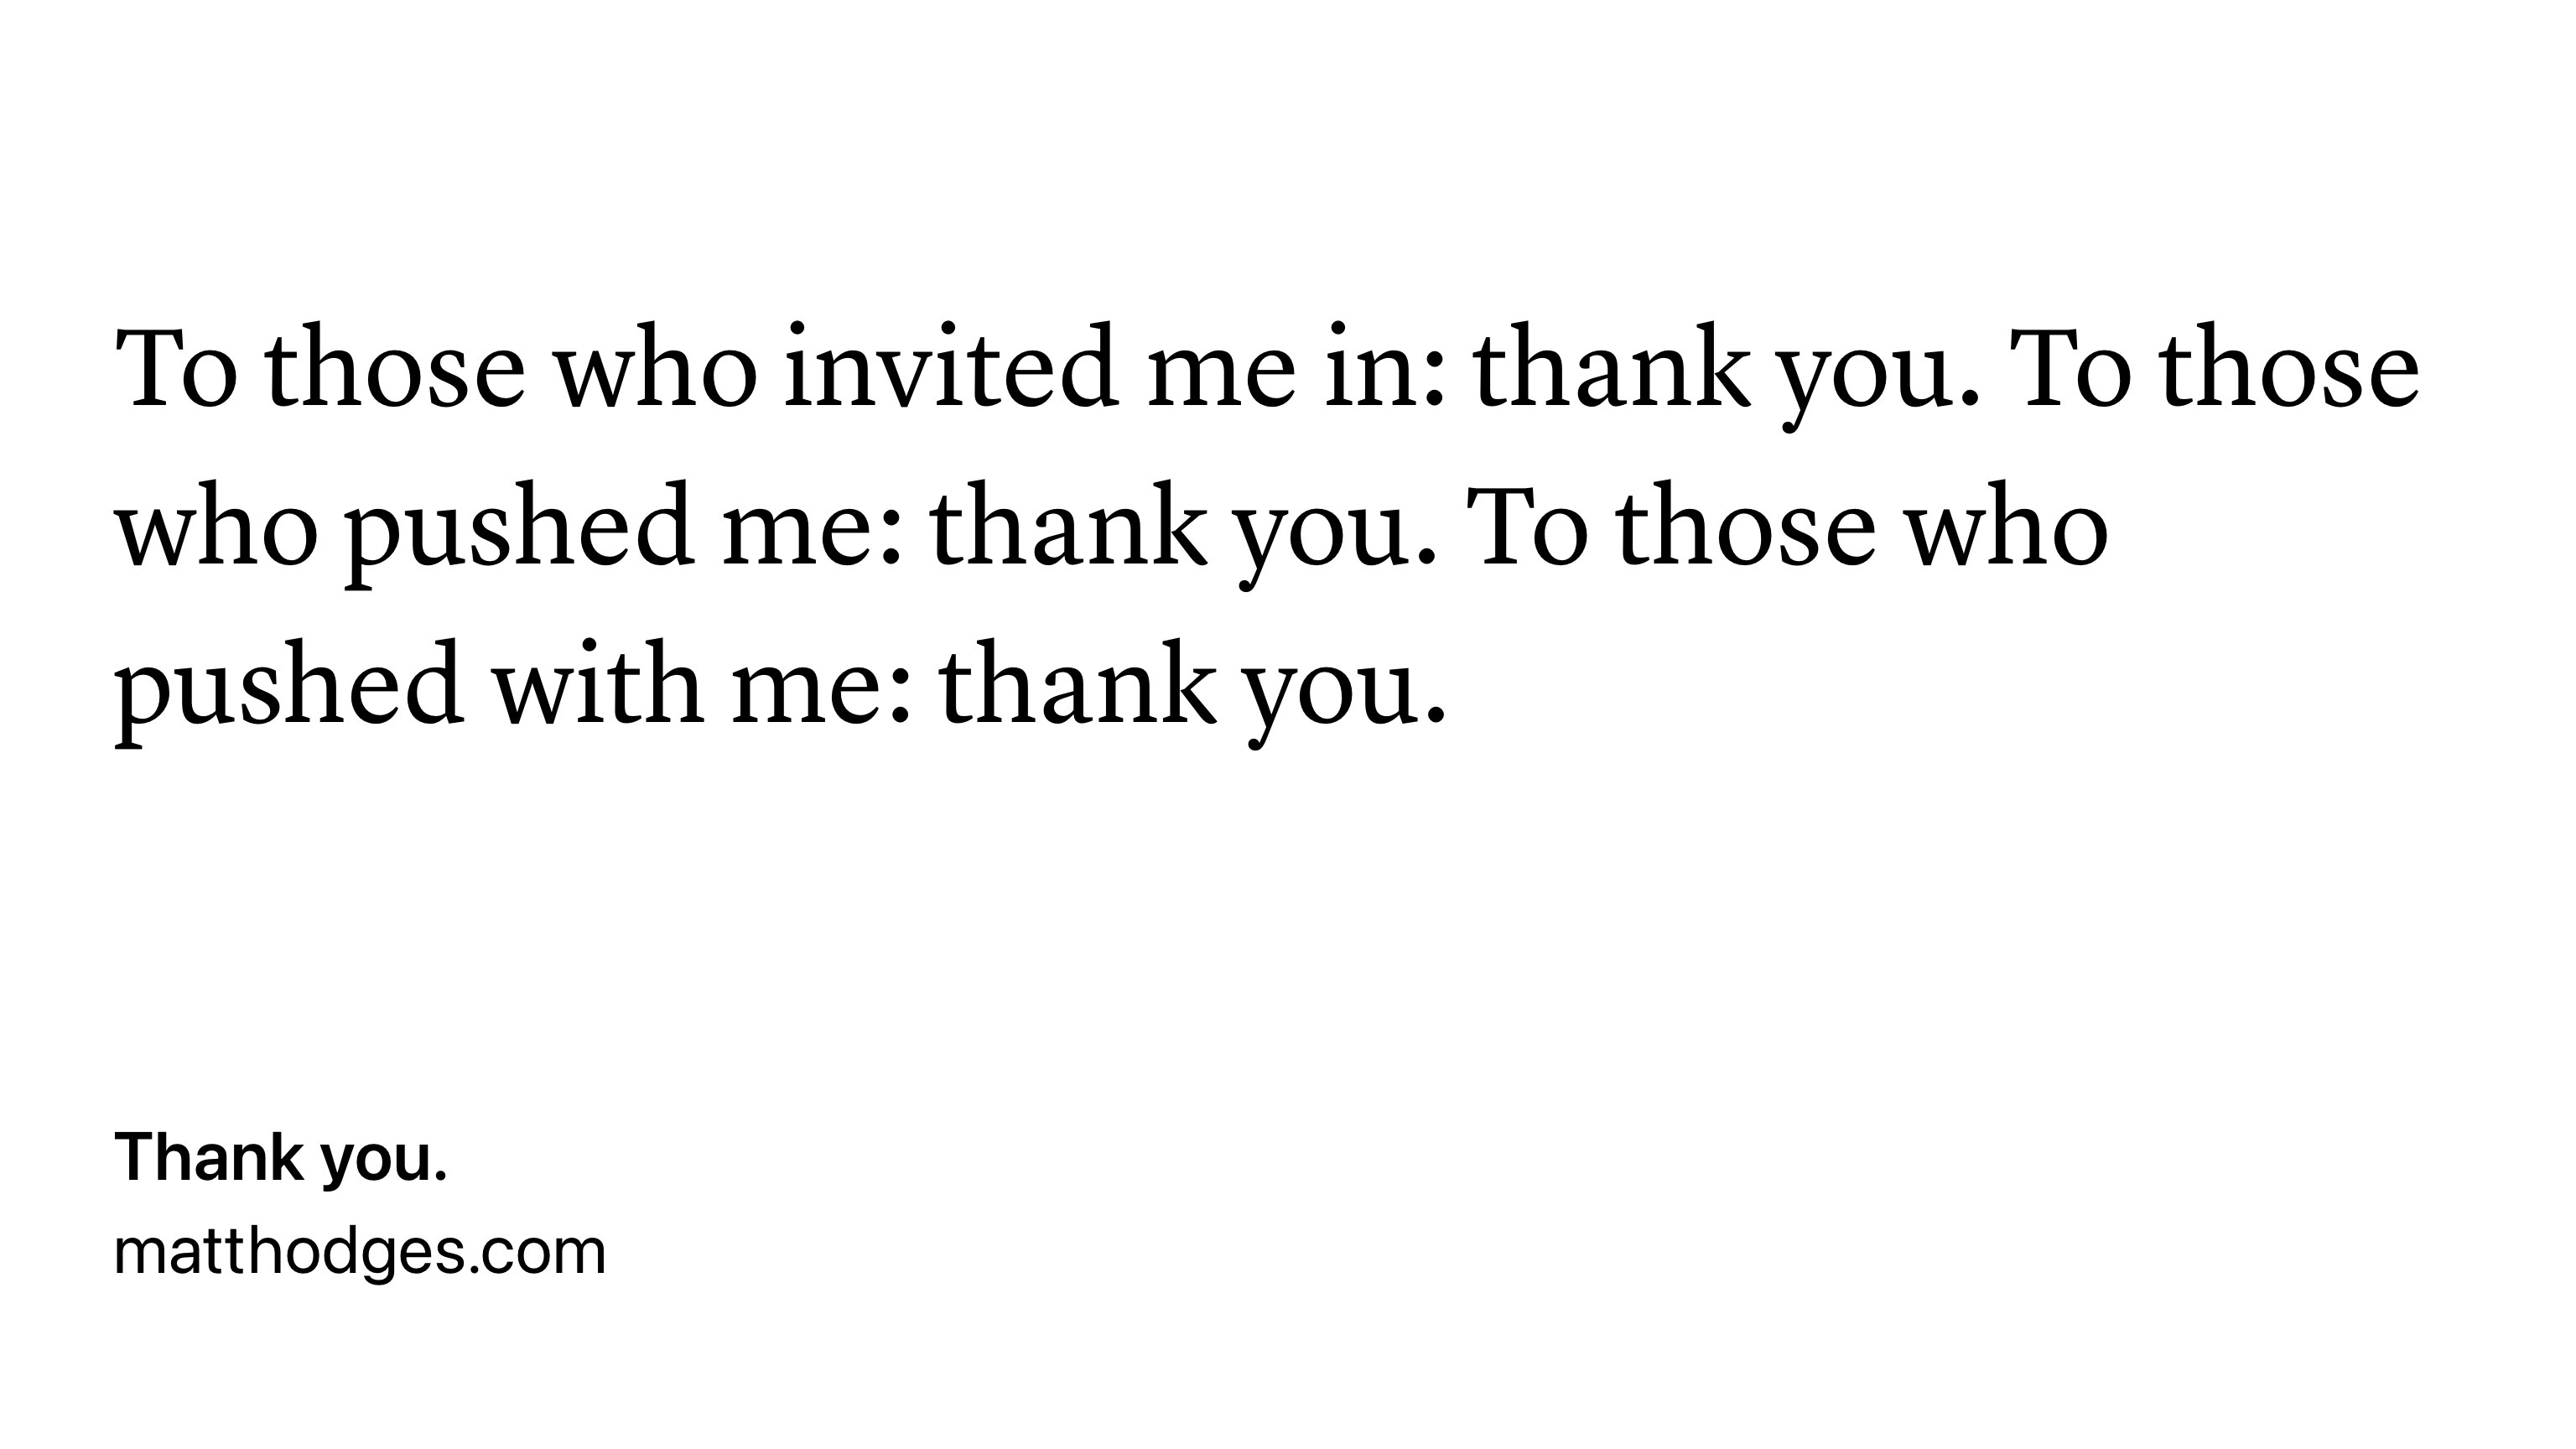 To those who invited me in: thank you. To those
who pushed me: thank you. To those who
pushed with me: thank you.
Thank you.
matthodges.com